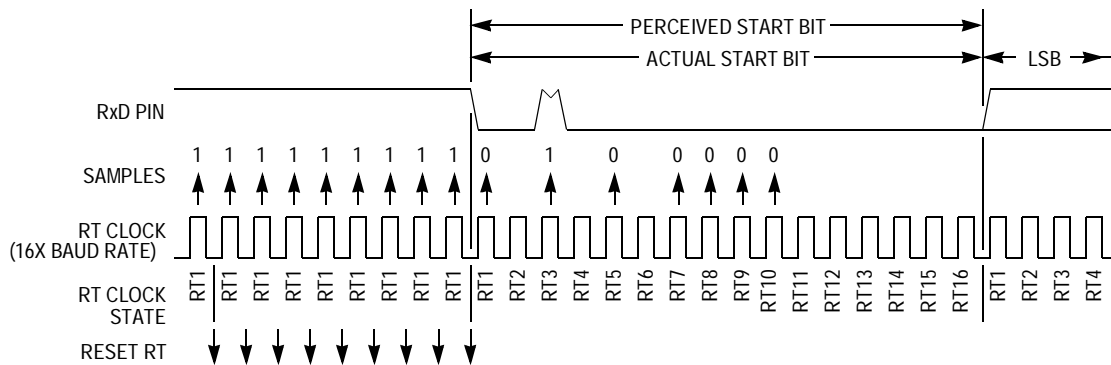 PERCEIVED START BIT
ACTUAL START BIT
LSB
RxD PIN
1 1 1 1 1 1 1 1 1 0 1 0 0 0 0 0
SAMPLES
RT CLOCK
(16X BAUD RATE)
RT1 RT1 RT1 RT1 RT1 RT1 RT1 RT1 RT1 RT1 RT2 RT3 RT4 RT5 RT6 RT7 RT8 RT9 RT10 RT11 RT12 RT13 RT14 RT15 RT16 RT1 RT2 RT3 RT4
RT CLOCK
STATE
RESET RT